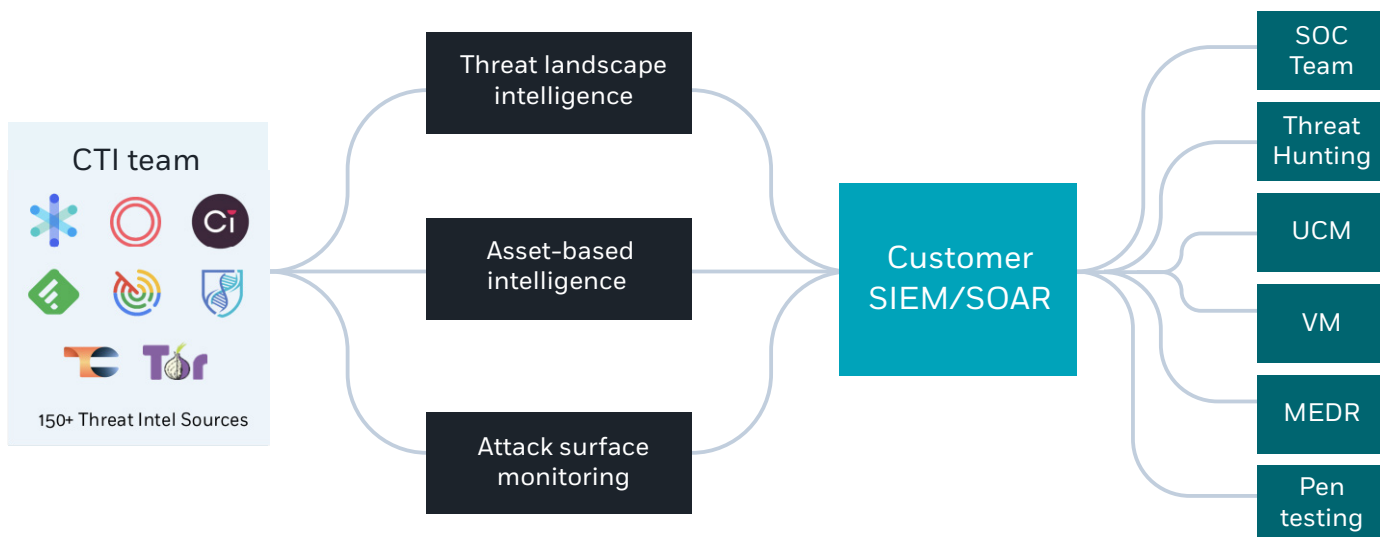 CTI team
Ci
Tor
150+ Threat Intel Sources
Threat landscape
intelligence
Asset-based
intelligence
Attack surface
monitoring
Customer
SIEM/SOAR
SOC
Team
Threat
Hunting
UCM
VM
MEDR
Pen
testing